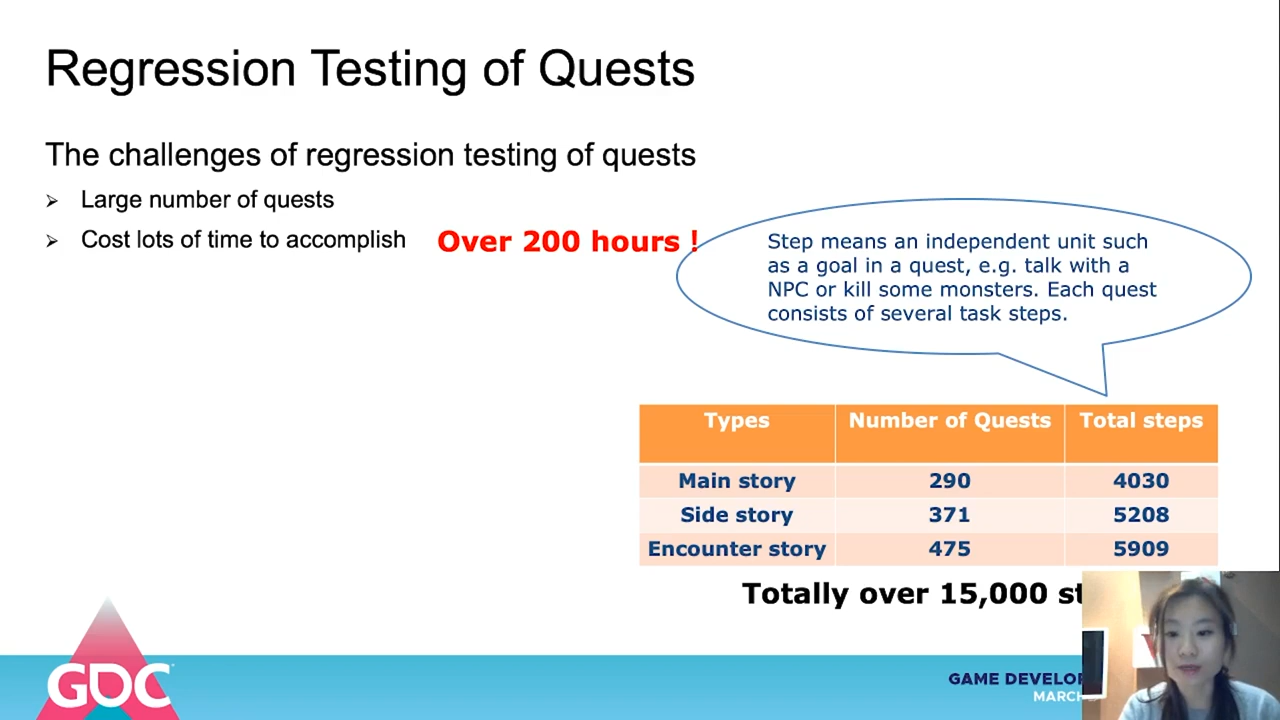 Regression Testing of Quests
The challenges of regression testing of quests
Large number of quests
Cost lots of time to accomplish
Over 200 hours !
Step means an independent unit such
as a goal in a quest, e.g. talk with a
NPC or kill some monsters. Each quest
consists of several task steps.
Types Number of Quests Total steps
Main story 290 4030
Side story 371 5208
Encounter story 475 5909
Totally over 15,000
GDC
GAME
MARCH